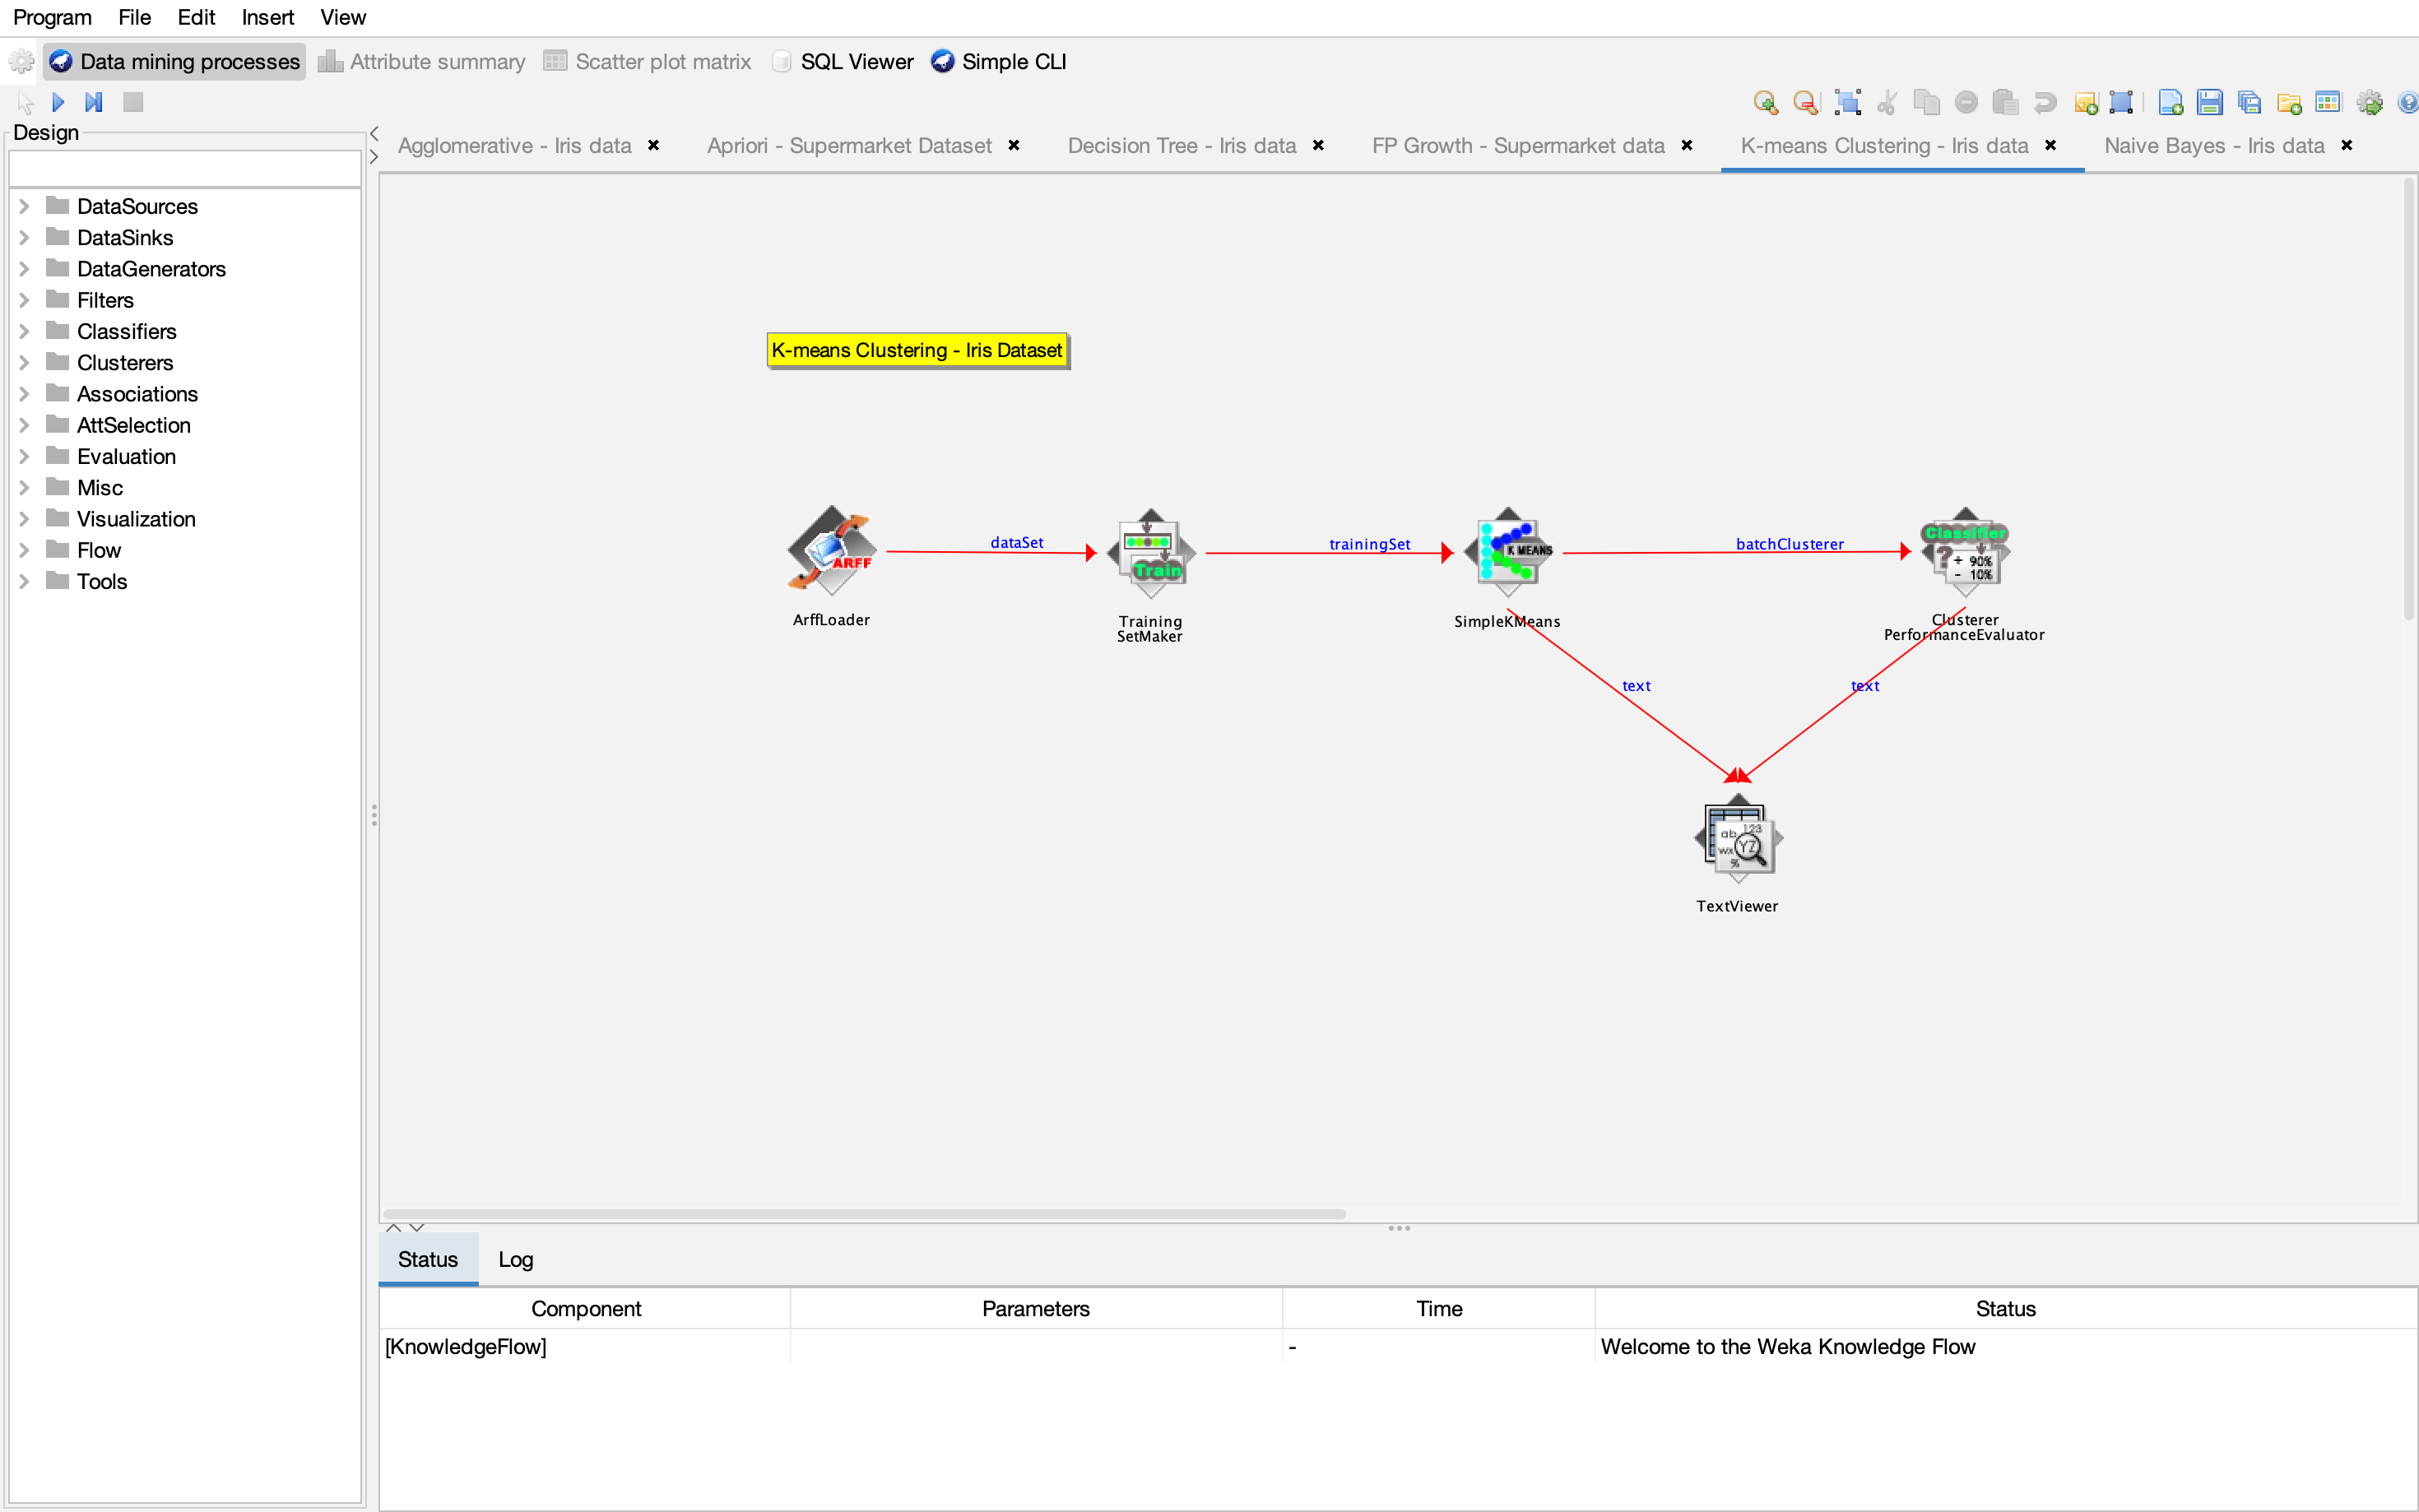 Program File Edit Insert View
Data mining processes Attribute summary Scatter plot matrix SQL Viewer Simple CLI
Design
Agglomerative - Iris data Apriori - Supermarket Dataset Decision Tree - Iris data FP Growth - Supermarket data K-means Clustering - Iris data Naive Bayes - Iris data
DataSources
DataSinks
DataGenerators
Filters
Classifiers
Clusterers
Associations
AttSelection
Evaluation
Misc
Visualization
Flow
Tools
K-means Clustering - Iris Dataset
dataSet trainingSet batchClusterer
ARFF
Train
K MEANS
Classifier
?
+ 90%
- 10%
ArffLoader
Training
SetMaker
SimpleKMeans
Clusterer
PerformanceEvaluator
text text
ab 123
wx YZ
%
TextViewer
Status Log
Component Parameters Time Status
[KnowledgeFlow] - Welcome to the Weka Knowledge Flow